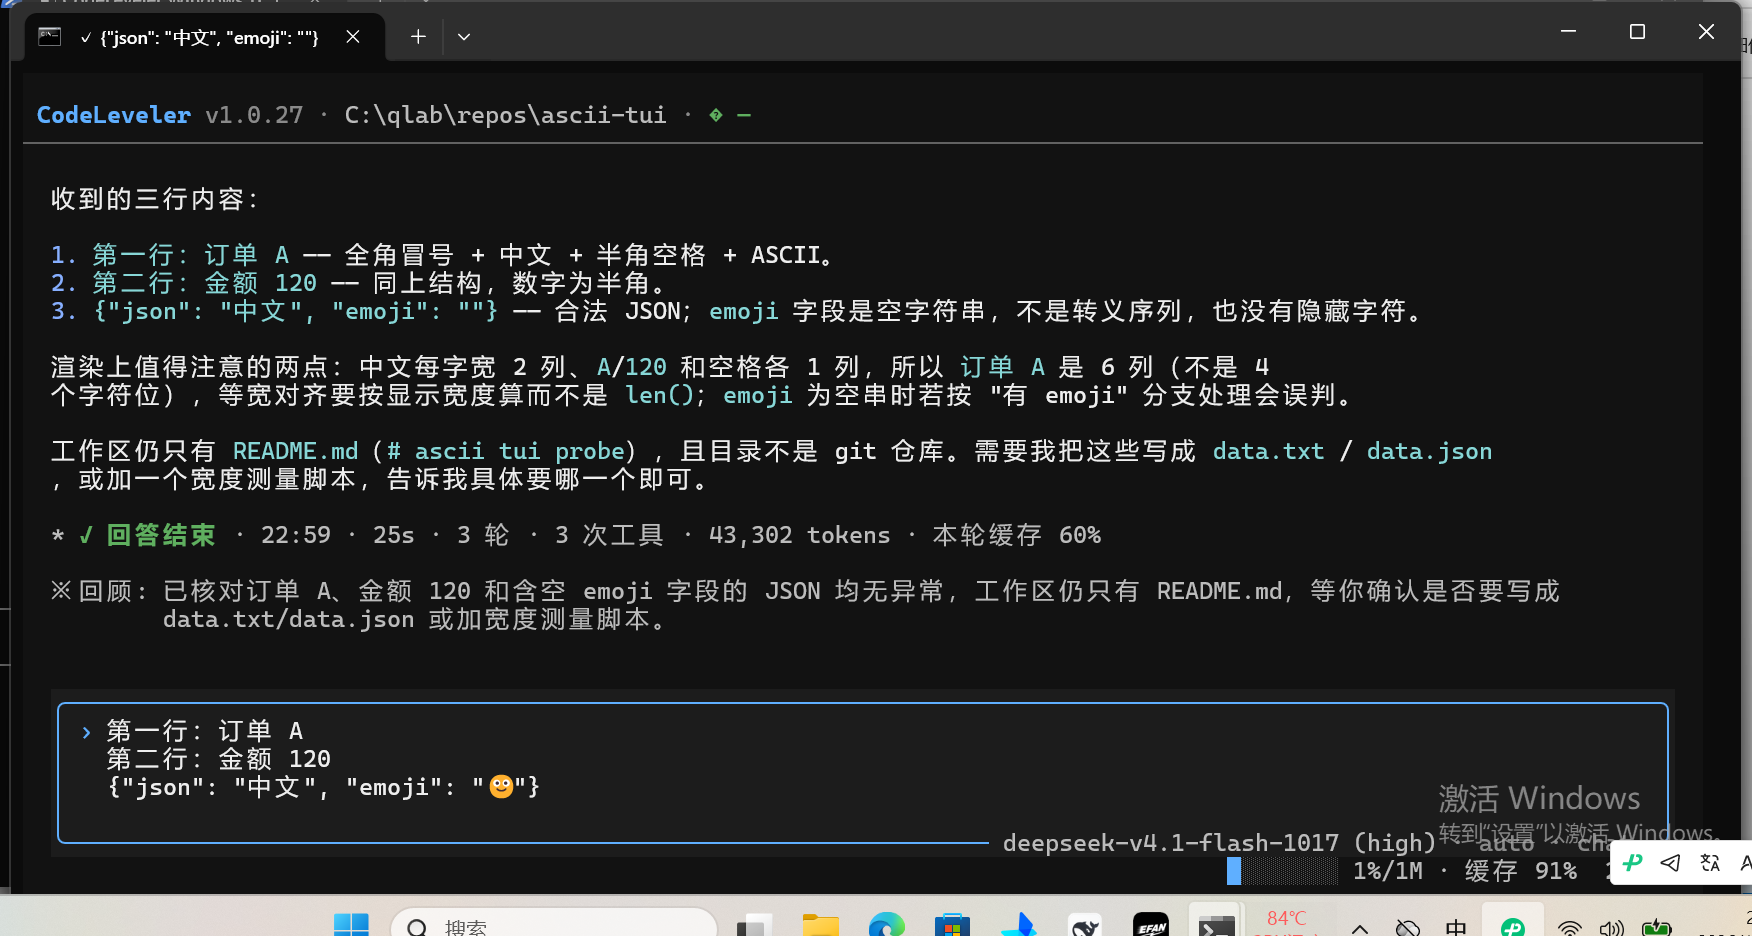 ✓ {"json": "中文", "emoji": ""}
CodeLeveler v1.0.27 · C:\qlab\repos\ascii-tui · � —
收到的三行内容：
1. 第一行：订单 A —— 全角冒号 + 中文 + 半角空格 + ASCII。
2. 第二行：金额 120 —— 同上结构，数字为半角。
3. {"json": "中文", "emoji": ""} —— 合法 JSON；emoji 字段是空字符串，不是转义序列，也没有隐藏字符。
渲染上值得注意的两点：中文每字宽 2 列、A/120 和空格各 1 列，所以 订单 A 是 6 列（不是 4
个字符位），等宽对齐要按显示宽度算而不是 len()；emoji 为空串时若按 "有 emoji" 分支处理会误判。
工作区仍只有 README.md（# ascii tui probe），且目录不是 git 仓库。需要我把这些写成 data.txt / data.json
，或加一个宽度测量脚本，告诉我具体要哪一个即可。
* ✓ 回答结束 · 22:59 · 25s · 3 轮 · 3 次工具 · 43,302 tokens · 本轮缓存 60%
※ 回顾：已核对订单 A、金额 120 和含空 emoji 字段的 JSON 均无异常，工作区仍只有 README.md，等你确认是否要写成
data.txt/data.json 或加宽度测量脚本。
› 第一行：订单 A
第二行：金额 120
{"json": "中文", "emoji": "🙂"}
激活 Windows
转到"设置"以激活 Windows。
deepseek-v4.1-flash-1017 (high) · auto ·
1%/1M · 缓存 91%
搜索
EFAN
84℃
中